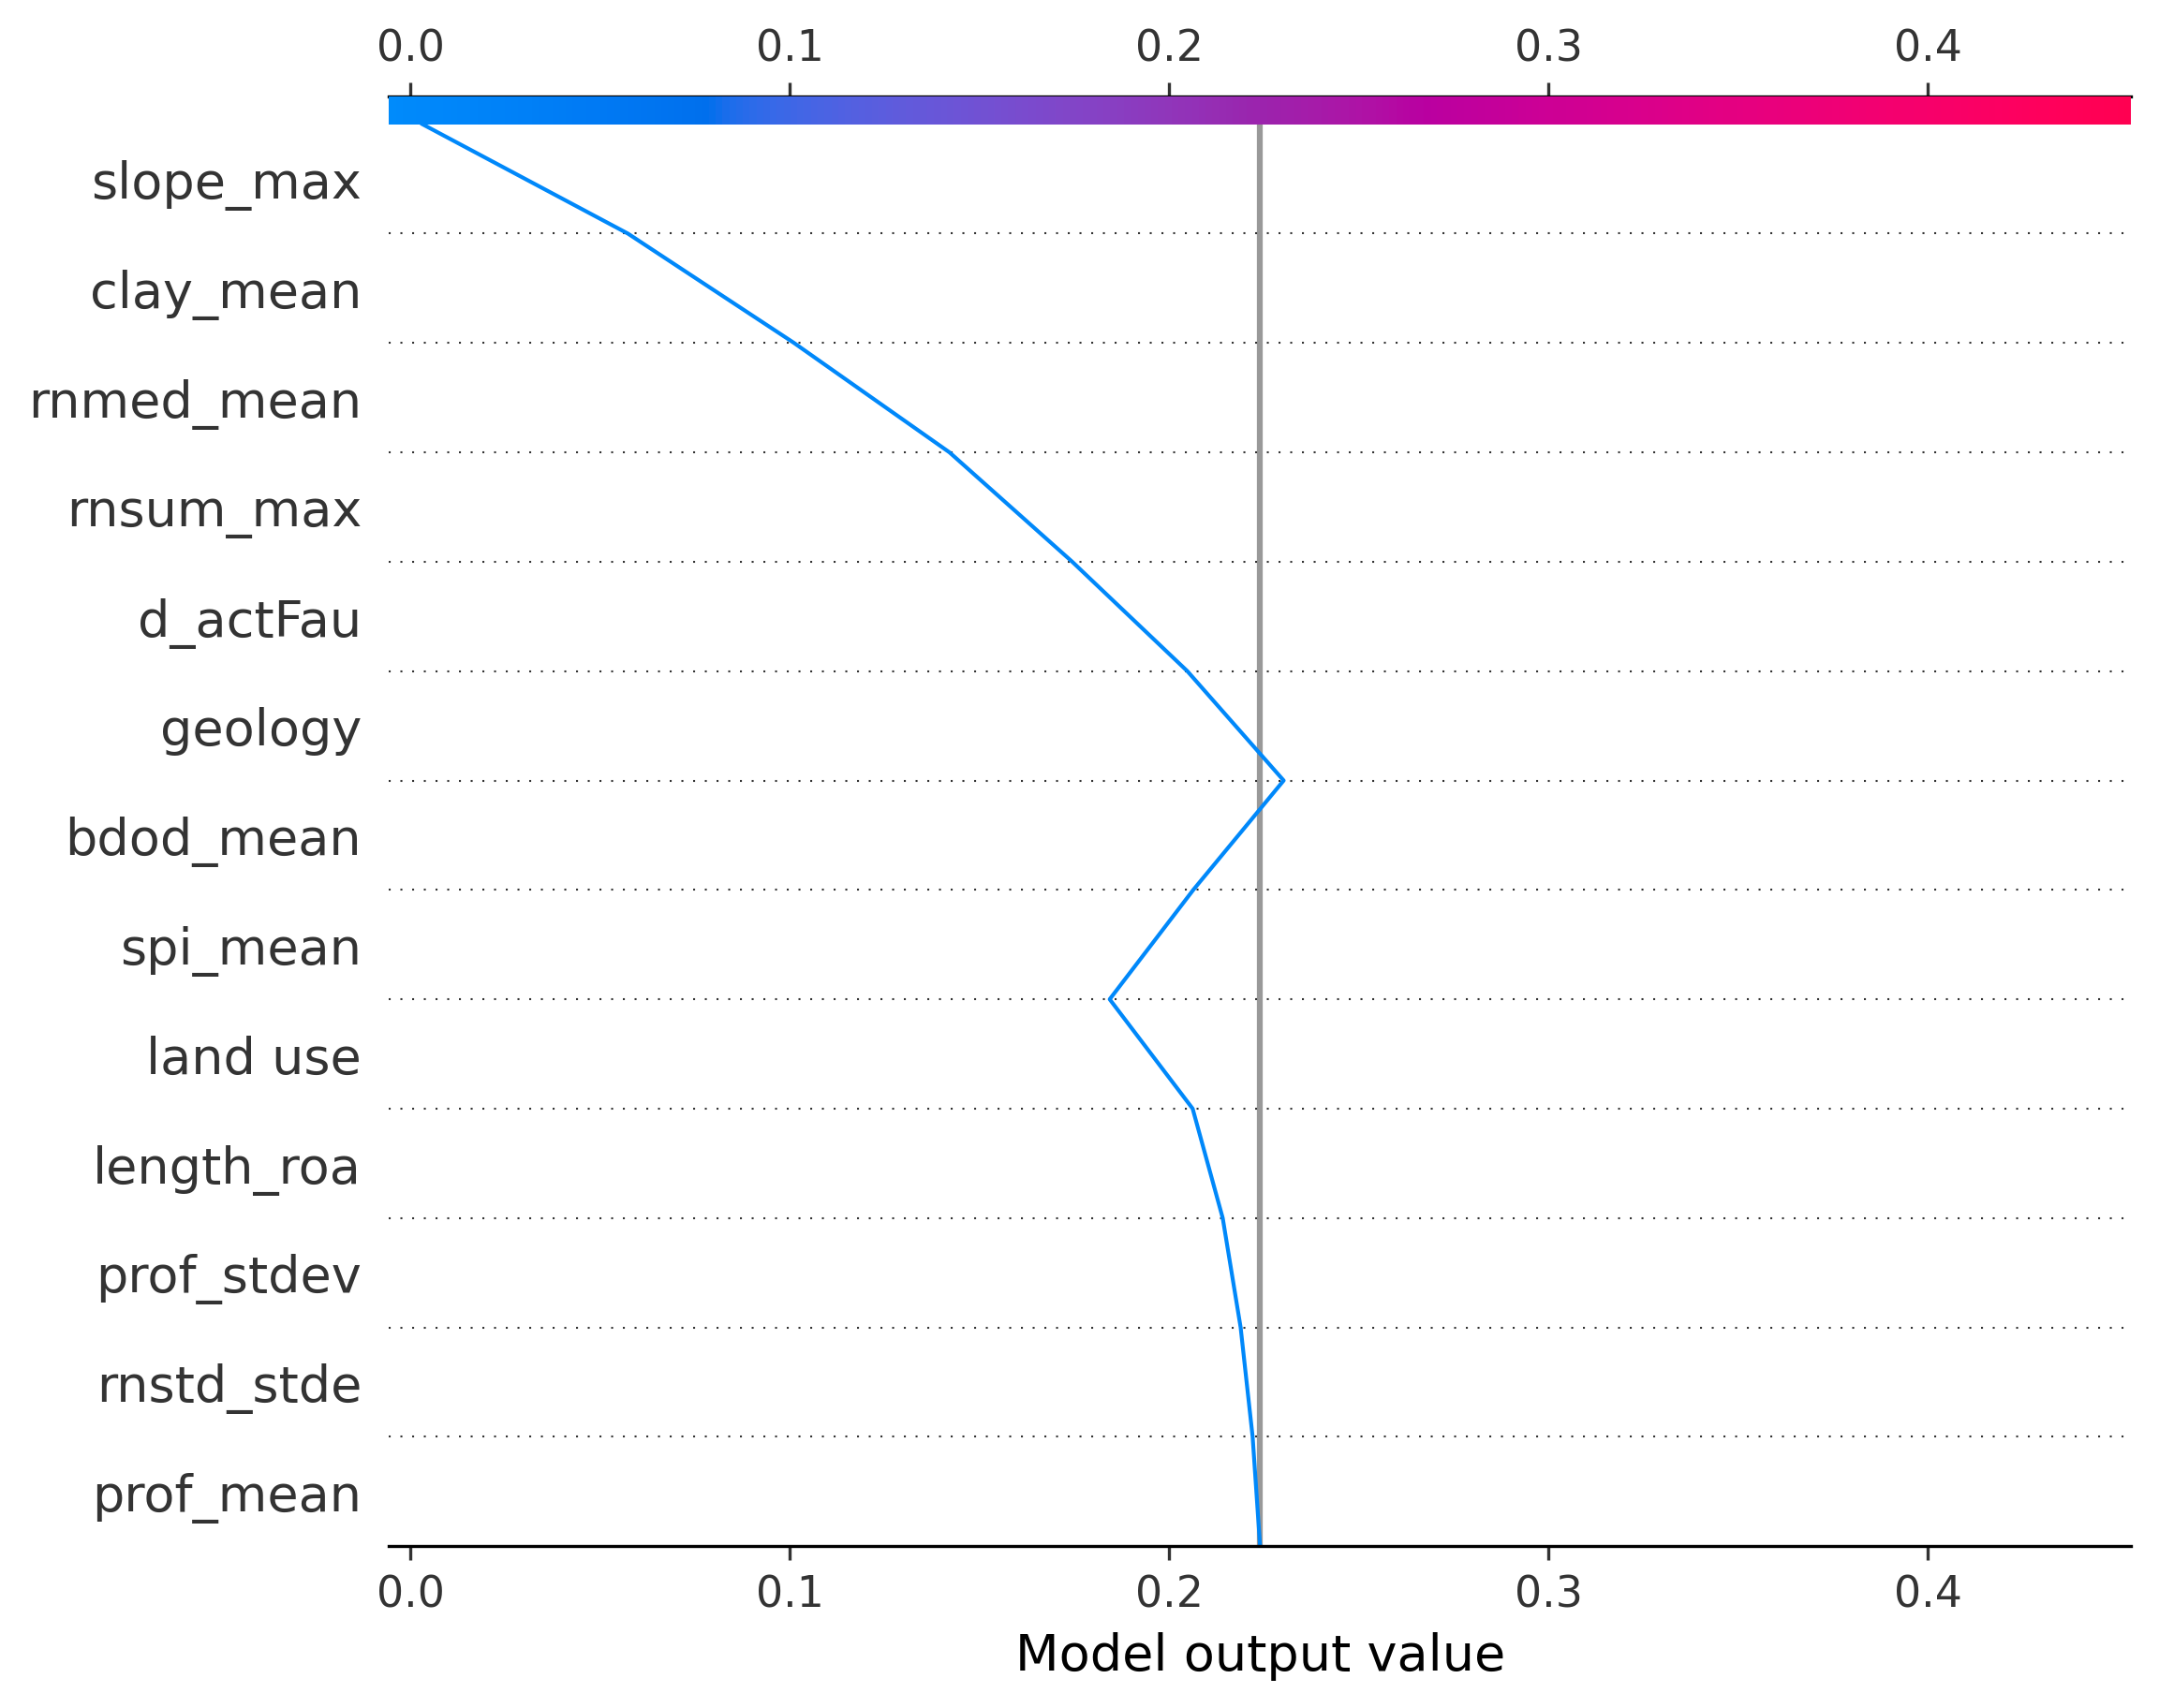 0.0 0.1 0.2 0.3 0.4
slope_max
clay_mean
rnmed_mean
rnsum_max
d_actFau
geology
bdod_mean
spi_mean
land use
length_roa
prof_stdev
rnstd_stde
prof_mean
0.0 0.1 0.2 0.3 0.4
Model output value